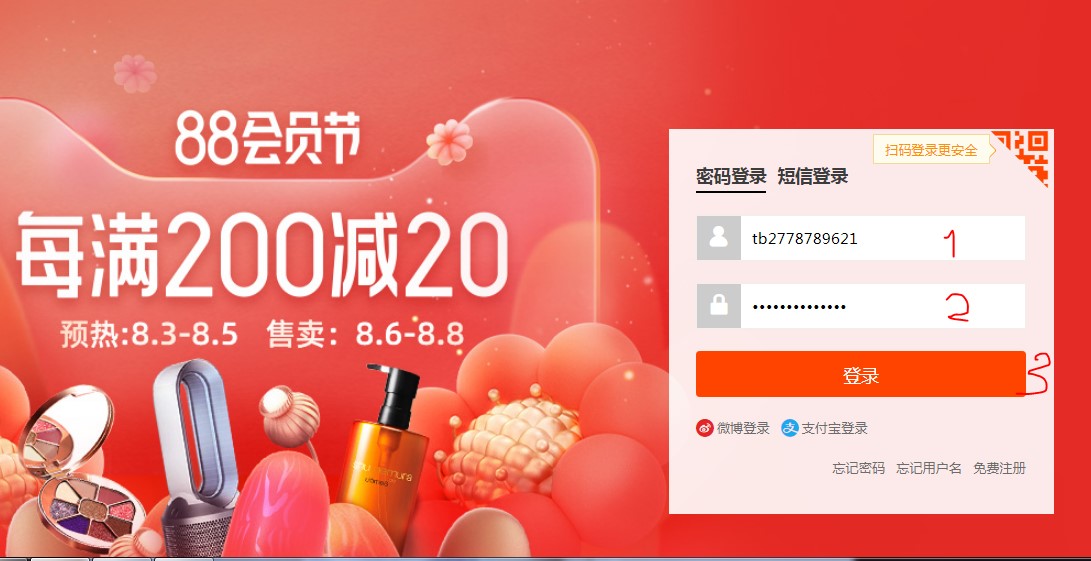 88会员节
每满200减20
预热:8.3-8.5 售卖：8.6-8.8
扫码登录更安全
密码登录 短信登录
tb2778789621 1
•••••••••••••• 2
登录 3
微博登录 支付宝登录
忘记密码 忘记用户名 免费注册